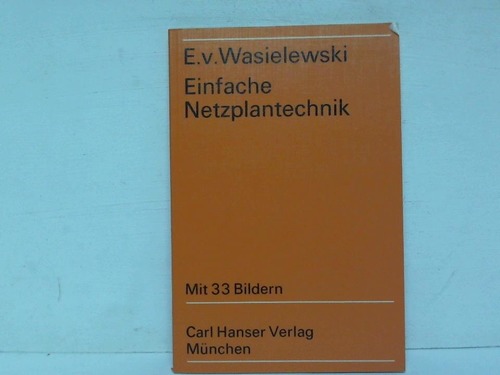 E.v.Wasielewski
Einfache
Netzplantechnik
Mit 33 Bildern
Carl Hanser Verlag
München